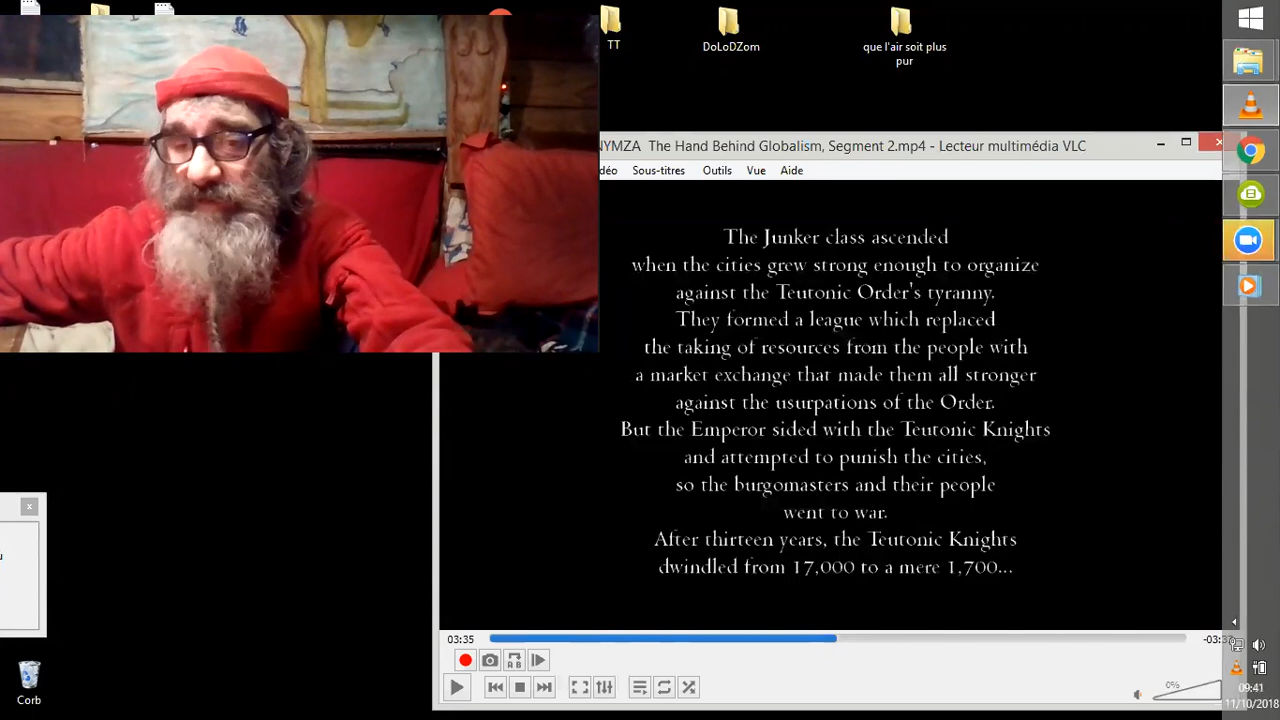 TT
DoLoDZom
que l'air soit plus
pur
NYMZA The Hand Behind Globalism, Segment 2.mp4 - Lecteur multimédia VLC
déo Sous-titres Outils Vue Aide
The Junker class ascended
when the cities grew strong enough to organize
against the Teutonic Order's tyranny.
They formed a league which replaced
the taking of resources from the people with
a market exchange that made them all stronger
against the usurpations of the Order.
But the Emperor sided with the Teutonic Knights
and attempted to punish the cities,
so the burgomasters and their people
went to war.
After thirteen years, the Teutonic Knights
dwindled from 17,000 to a mere 1,700...
03:35
A B
0%
Corb
09:41
11/10/2018